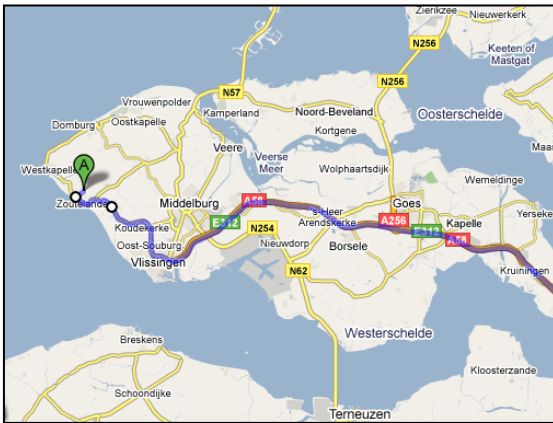 Zierikzee
Nieuwerkerk
N256
Keeten of
Mastgat
N57
N256
Vrouwenpolder
Kamperland
Noord-Beveland
Oosterschelde
Domburg
Oostkapelle
Kortgene
Veere
Veerse
Meer
Westkapelle
A
Wolphaartsdijk
Wemeldinge
Zoutelande
Middelburg
A58
Goes
's-Heer
Arendskerke
A256
Kapelle
Yerseke
E312
E312
Koudekerke
N254
A58
Oost-Souburg
Nieuwdorp
Borsele
Vlissingen
N62
Kruiningen
Westerschelde
Breskens
Kloosterzande
Schoondijke
Terneuzen